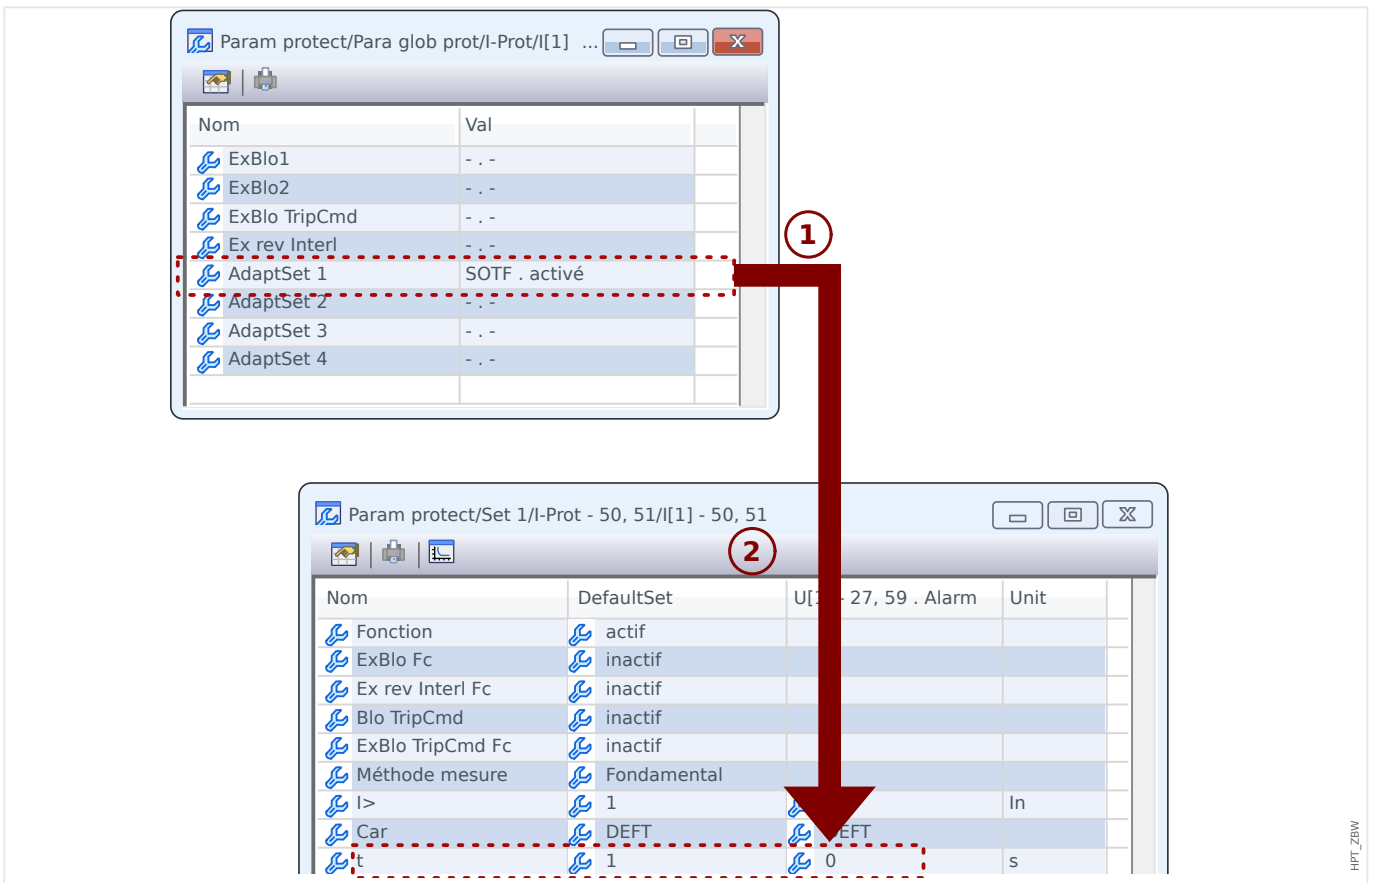 Param protect/Para glob prot/I-Prot/I[1] ...
Nom Val
ExBlo1 - . -
ExBlo2 - . -
ExBlo TripCmd - . -
Ex rev Interl - . -
AdaptSet 1 SOTF . activé
AdaptSet 2 - . -
AdaptSet 3 - . -
AdaptSet 4 - . -
1
Param protect/Set 1/I-Prot - 50, 51/I[1] - 50, 51
2
Nom DefaultSet - 27, 59 . Alarm Unit
Fonction actif
ExBlo Fc inactif
Ex rev Interl Fc inactif
Blo TripCmd inactif
ExBlo TripCmd Fc inactif
Méthode mesure Fondamental
I> 1 In
Car DEFT
t 1 0 s
HPT_ZBW